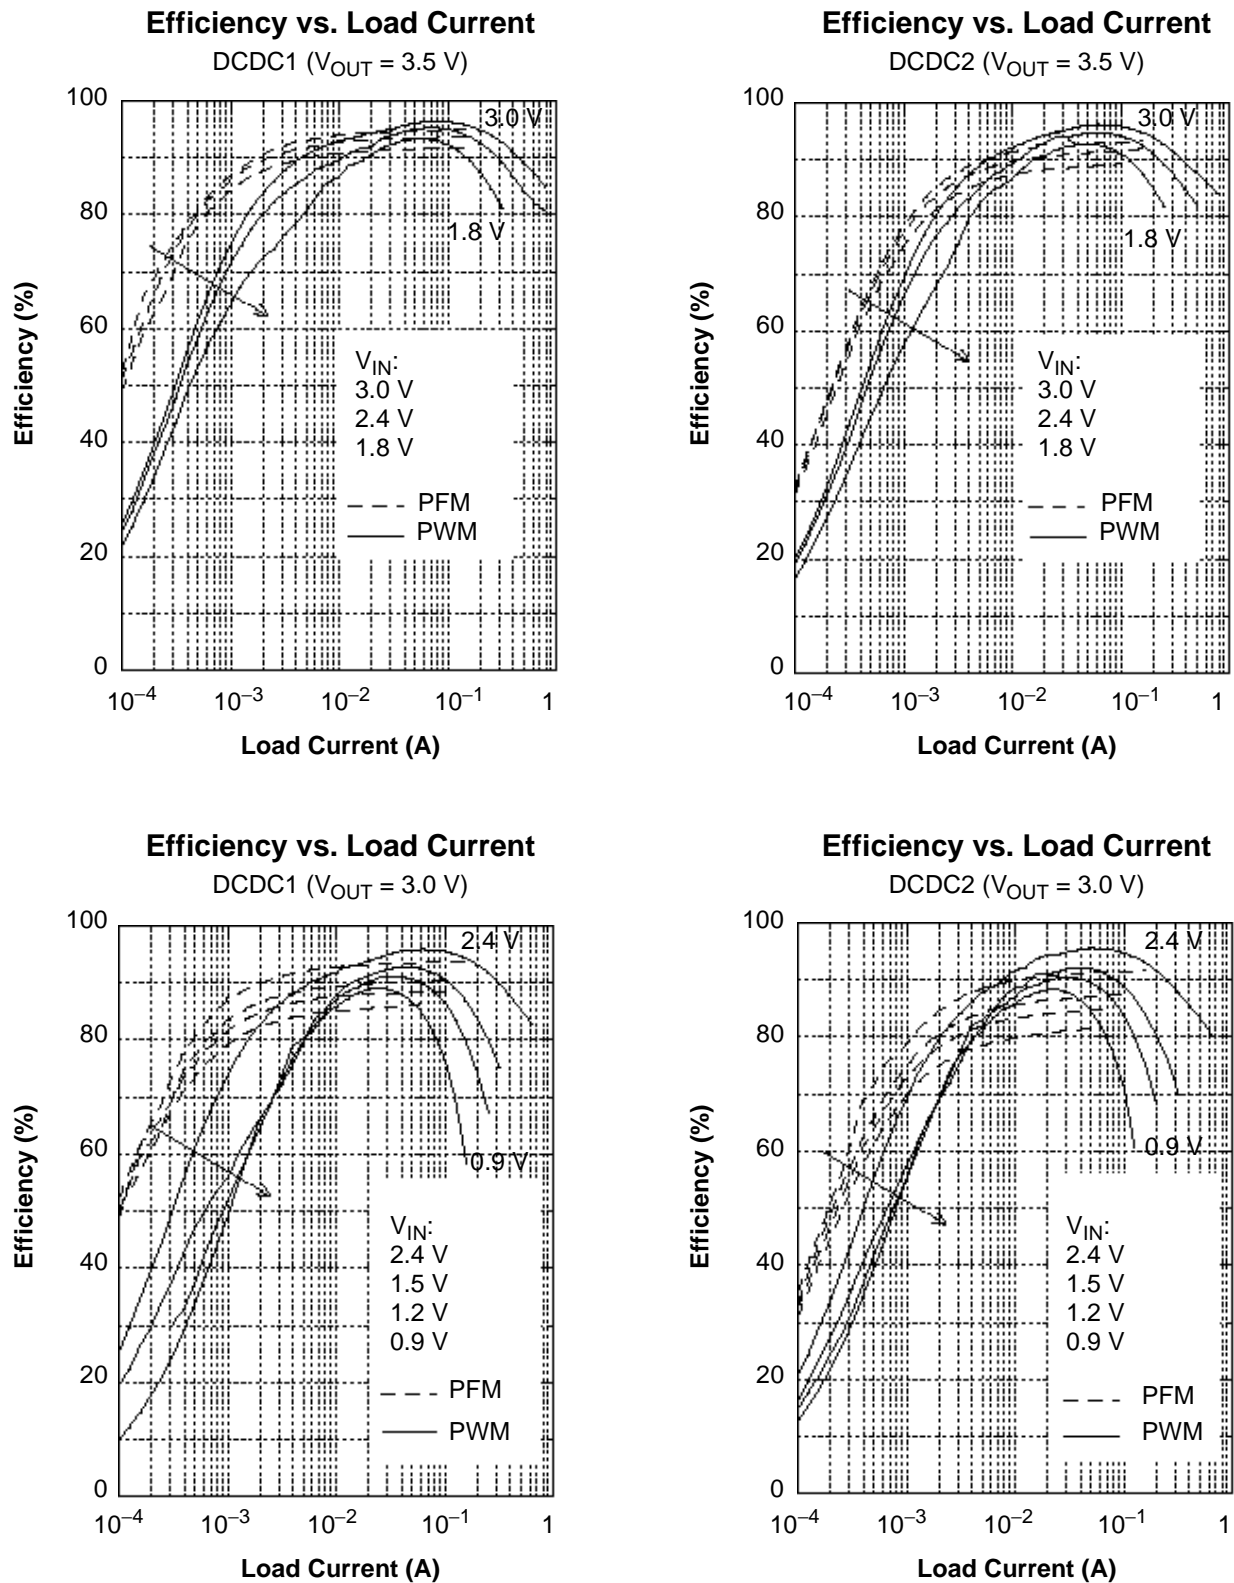 Efficiency vs. Load Current
DCDC1 (VOUT = 3.5 V)
100
80
60
40
20
0
Efficiency (%)
3.0 V
1.8 V
VIN:
3.0 V
2.4 V
1.8 V
PFM
PWM
10–4 10–3 10–2 10–1 1
Load Current (A)
Efficiency vs. Load Current
DCDC2 (VOUT = 3.5 V)
100
80
60
40
20
0
Efficiency (%)
3.0 V
1.8 V
VIN:
3.0 V
2.4 V
1.8 V
PFM
PWM
10–4 10–3 10–2 10–1 1
Load Current (A)
Efficiency vs. Load Current
DCDC1 (VOUT = 3.0 V)
100
80
60
40
20
0
Efficiency (%)
2.4 V
0.9 V
VIN:
2.4 V
1.5 V
1.2 V
0.9 V
PFM
PWM
10–4 10–3 10–2 10–1 1
Load Current (A)
Efficiency vs. Load Current
DCDC2 (VOUT = 3.0 V)
100
80
60
40
20
0
Efficiency (%)
2.4 V
0.9 V
VIN:
2.4 V
1.5 V
1.2 V
0.9 V
PFM
PWM
10–4 10–3 10–2 10–1 1
Load Current (A)